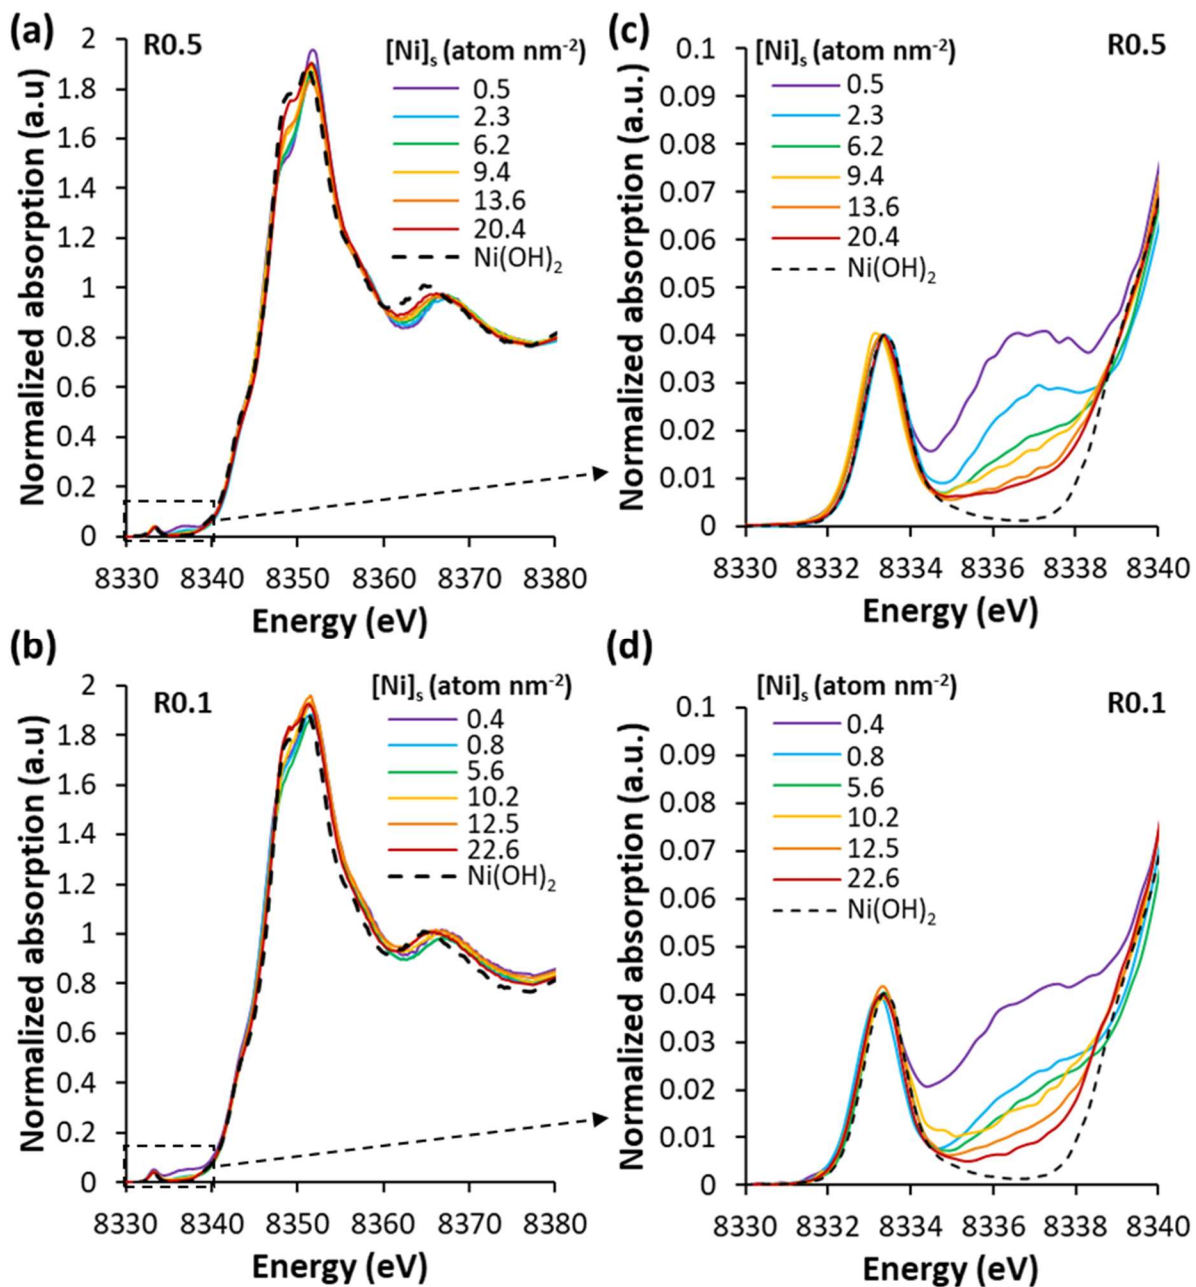 (a)
R0.5
[Ni]s (atom nm-2)
0.5
2.3
6.2
9.4
13.6
20.4
Ni(OH)2
2
1.8
1.6
1.4
1.2
1
0.8
0.6
0.4
0.2
0
Normalized absorption (a.u)
8330 8340 8350 8360 8370 8380
Energy (eV)
(c)
R0.5
[Ni]s (atom nm-2)
0.5
2.3
6.2
9.4
13.6
20.4
Ni(OH)2
0.1
0.09
0.08
0.07
0.06
0.05
0.04
0.03
0.02
0.01
0
Normalized absorption (a.u.)
8330 8332 8334 8336 8338 8340
Energy (eV)
(b)
R0.1
[Ni]s (atom nm-2)
0.4
0.8
5.6
10.2
12.5
22.6
Ni(OH)2
2
1.8
1.6
1.4
1.2
1
0.8
0.6
0.4
0.2
0
Normalized absorption (a.u)
8330 8340 8350 8360 8370 8380
Energy (eV)
(d)
R0.1
[Ni]s (atom nm-2)
0.4
0.8
5.6
10.2
12.5
22.6
Ni(OH)2
0.1
0.09
0.08
0.07
0.06
0.05
0.04
0.03
0.02
0.01
0
Normalized absorption (a.u.)
8330 8332 8334 8336 8338 8340
Energy (eV)